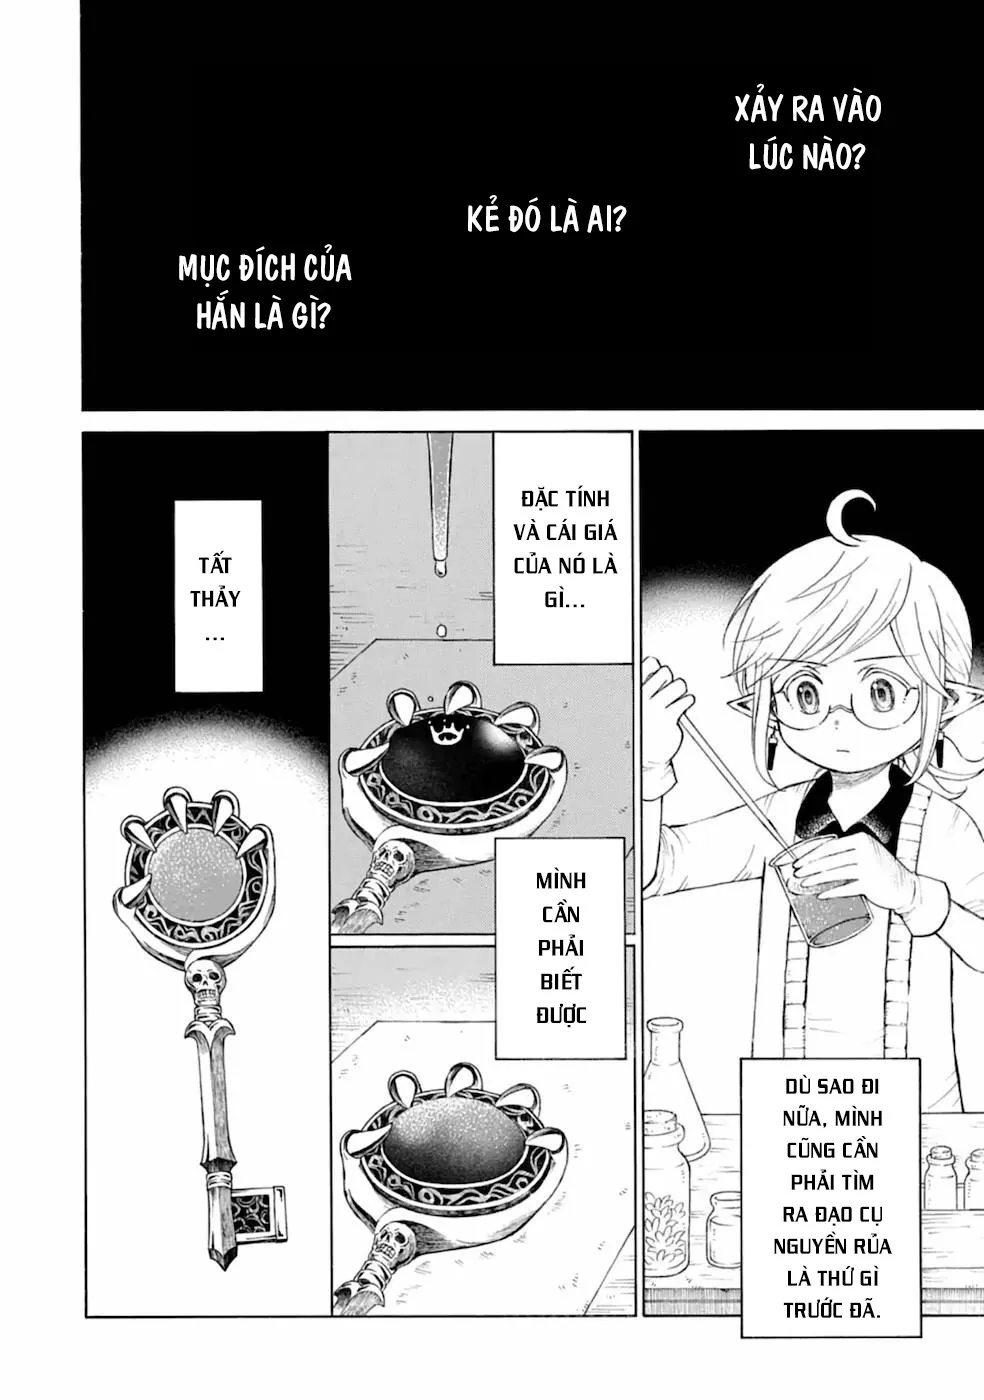 XẢY RA VÀO
LÚC NÀO?
KẺ ĐÓ LÀ AI?
MỤC ĐÍCH CỦA
HẮN LÀ GÌ?
DÙ SAO ĐI
NỮA, MÌNH
CŨNG CẦN
PHẢI TÌM
RA ĐẠO CỤ
NGUYỀN RỦA
LÀ THỨ GÌ
TRƯỚC ĐÃ.
ĐẶC TÍNH
VÀ CÁI GIÁ
CỦA NÓ LÀ
GÌ...
MÌNH
CẦN
PHẢI
BIẾT
ĐƯỢC
TẤT
THẢY
...